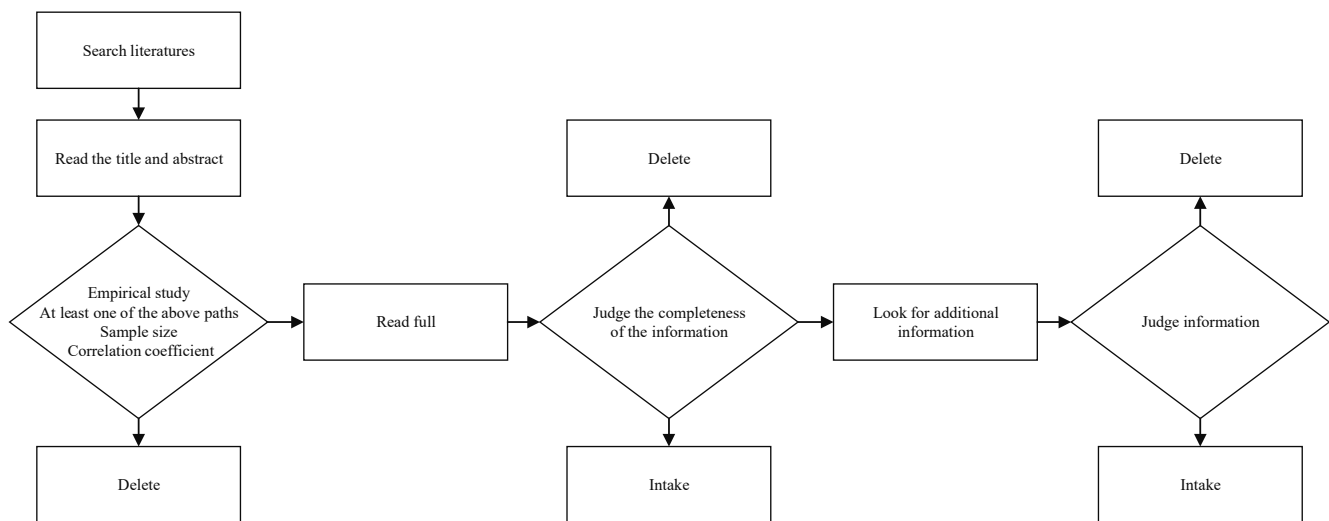 Search literatures
Read the title and abstract
Empirical study
At least one of the above paths
Sample size
Correlation coefficient
Delete
Read full
Delete
Judge the completeness
of the information
Intake
Look for additional
information
Delete
Judge information
Intake